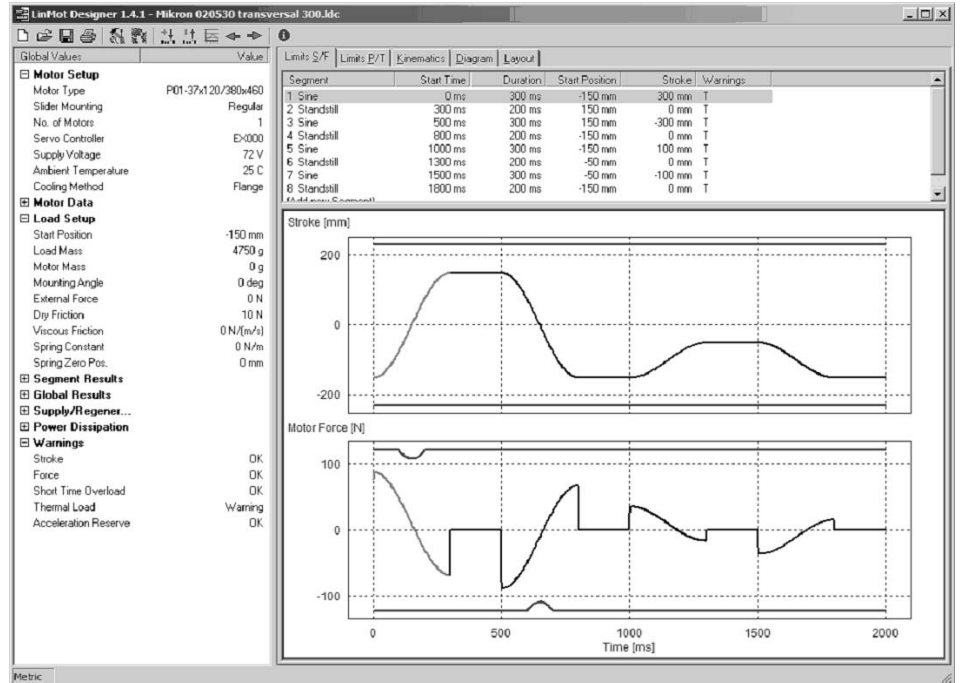 LinMot Designer 1.4.1 - Mikron 020530 transversal 300.ldc
Global Values Value
Motor Setup
Motor Type P01-37x120/380x460
Slider Mounting Regular
No. of Motors 1
Servo Controller EX000
Supply Voltage 72 V
Ambient Temperature 25 C
Cooling Method Flange
Motor Data
Load Setup
Start Position -150 mm
Load Mass 4750 g
Motor Mass 0 g
Mounting Angle 0 deg
External Force 0 N
Dry Friction 10 N
Viscous Friction 0 N/(m/s)
Spring Constant 0 N/m
Spring Zero Pos. 0 mm
Segment Results
Global Results
Supply/Regener...
Power Dissipation
Warnings
Stroke OK
Force OK
Short Time Overload OK
Thermal Load Warning
Acceleration Reserve OK
Limits S/F Limits P/T Kinematics Diagram Layout
Segment Start Time Duration Start Position Stroke Warnings
1 Sine 0 ms 300 ms -150 mm 300 mm T
2 Standstill 300 ms 200 ms 150 mm 0 mm T
3 Sine 500 ms 300 ms 150 mm -300 mm T
4 Standstill 800 ms 200 ms -150 mm 0 mm T
5 Sine 1000 ms 300 ms -150 mm 100 mm T
6 Standstill 1300 ms 200 ms -50 mm 0 mm T
7 Sine 1500 ms 300 ms -50 mm -100 mm T
8 Standstill 1800 ms 200 ms -150 mm 0 mm T
[Add new Segment]
Stroke [mm]
200
0
-200
Motor Force [N]
100
0
-100
0 500 1000 1500 2000
Time [ms]
Metric